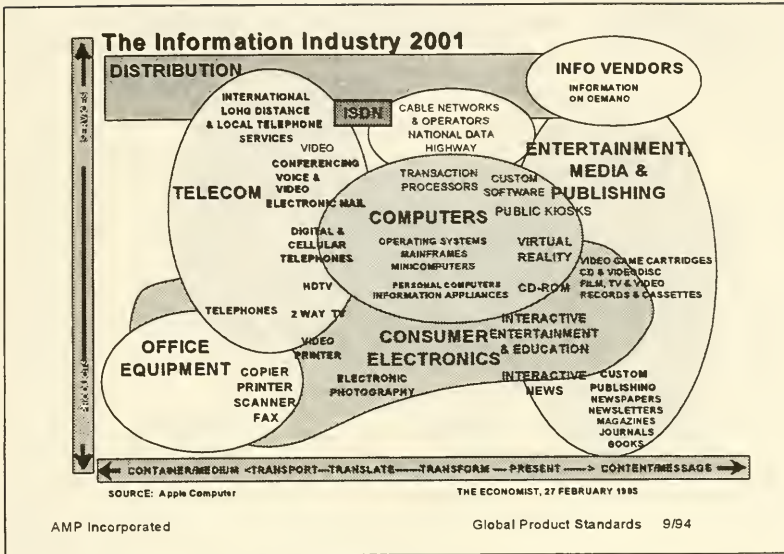 The Information Industry 2001
DISTRIBUTION
INFO VENDORS
INFORMATION
ON DEMAND
INTERNATIONAL
LONG DISTANCE
& LOCAL TELEPHONE
SERVICES
ISDN
CABLE NETWORKS
& OPERATORS
NATIONAL DATA
HIGHWAY
ENTERTAINMENT,
MEDIA &
PUBLISHING
VIDEO
CONFERENCING
VOICE &
VIDEO
ELECTRONIC MAIL
TELECOM
TRANSACTION
PROCESSORS
CUSTOM
SOFTWARE
PUBLIC KIOSKS
COMPUTERS
DIGITAL &
CELLULAR
TELEPHONES
OPERATING SYSTEMS
MAINFRAMES
MINICOMPUTERS
VIRTUAL
REALITY
VIDEO GAME CARTRIDGES
CD & VIDEODISC
FILM, TV & VIDEO
RECORDS & CASSETTES
HDTV
PERSONAL COMPUTERS
INFORMATION APPLIANCES
CD-ROM
TELEPHONES
2 WAY TV
VIDEO
PRINTER
CONSUMER
ELECTRONICS
INTERACTIVE
ENTERTAINMENT
& EDUCATION
OFFICE
EQUIPMENT
COPIER
PRINTER
SCANNER
FAX
ELECTRONIC
PHOTOGRAPHY
INTERACTIVE
NEWS
CUSTOM
PUBLISHING
NEWSPAPERS
NEWSLETTERS
MAGAZINES
JOURNALS
BOOKS
CONTAINER/MEDIUM <TRANSPORT---TRANSLATE-----TRANSFORM --- PRESENT -----> CONTENT/MESSAGE
SOURCE: Apple Computer
THE ECONOMIST, 27 FEBRUARY 1993
AMP Incorporated
Global Product Standards 9/94